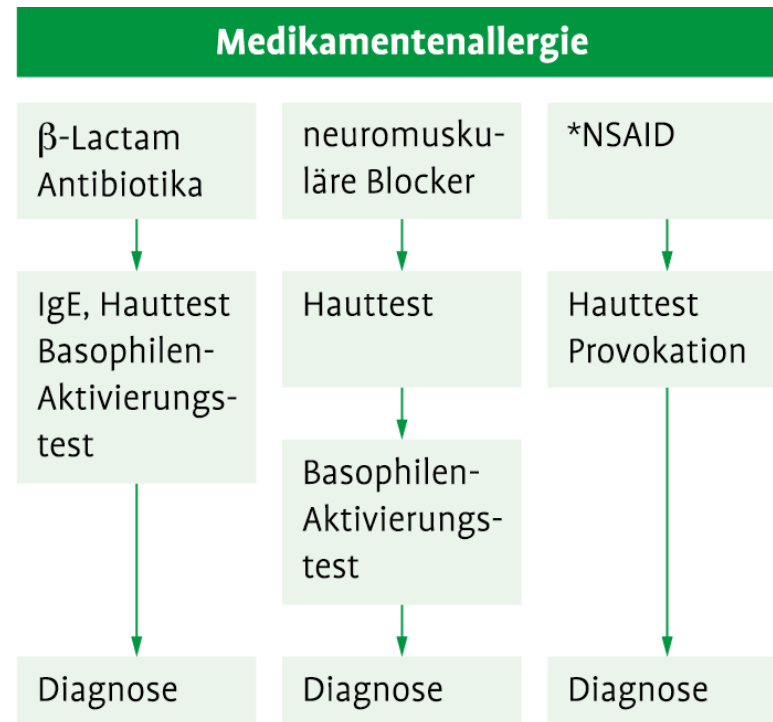 Medikamentenallergie
β-Lactam
Antibiotika
neuromusku-
läre Blocker
*NSAID
IgE, Hauttest
Basophilen-
Aktivierungs-
test
Hauttest
Hauttest
Provokation
Basophilen-
Aktivierungs-
test
Diagnose
Diagnose
Diagnose